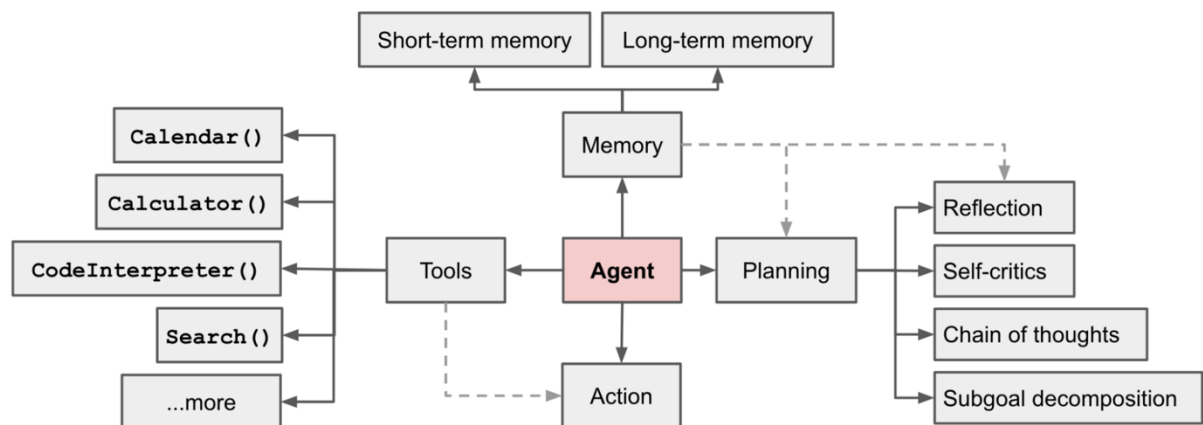 Short-term memory
Long-term memory
Calendar()
Memory
Calculator()
Reflection
CodeInterpreter()
Tools
Agent
Planning
Self-critics
Search()
Chain of thoughts
...more
Action
Subgoal decomposition